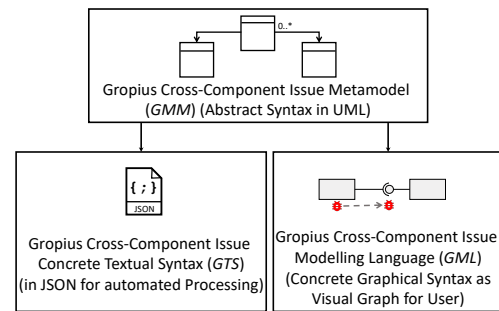 0..*
Gropius Cross-Component Issue Metamodel
(GMM) (Abstract Syntax in UML)
{ ; }
JSON
Gropius Cross-Component Issue
Concrete Textual Syntax (GTS)
(in JSON for automated Processing)
Gropius Cross-Component Issue
Modelling Language (GML)
(Concrete Graphical Syntax as
Visual Graph for User)